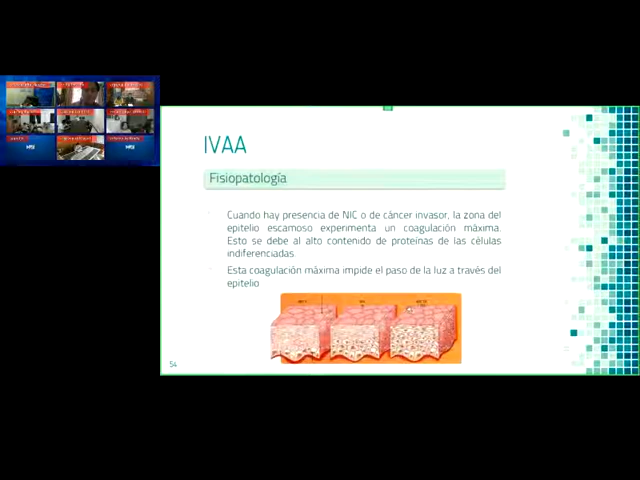 IVAA
Fisiopatología
Cuando hay presencia de NIC o de cáncer invasor, la zona del
epitelio escamoso experimenta un coagulación máxima.
Esto se debe al alto contenido de proteínas de las células
indiferenciadas.
Esta coagulación máxima impide el paso de la luz a través del
epitelio
54